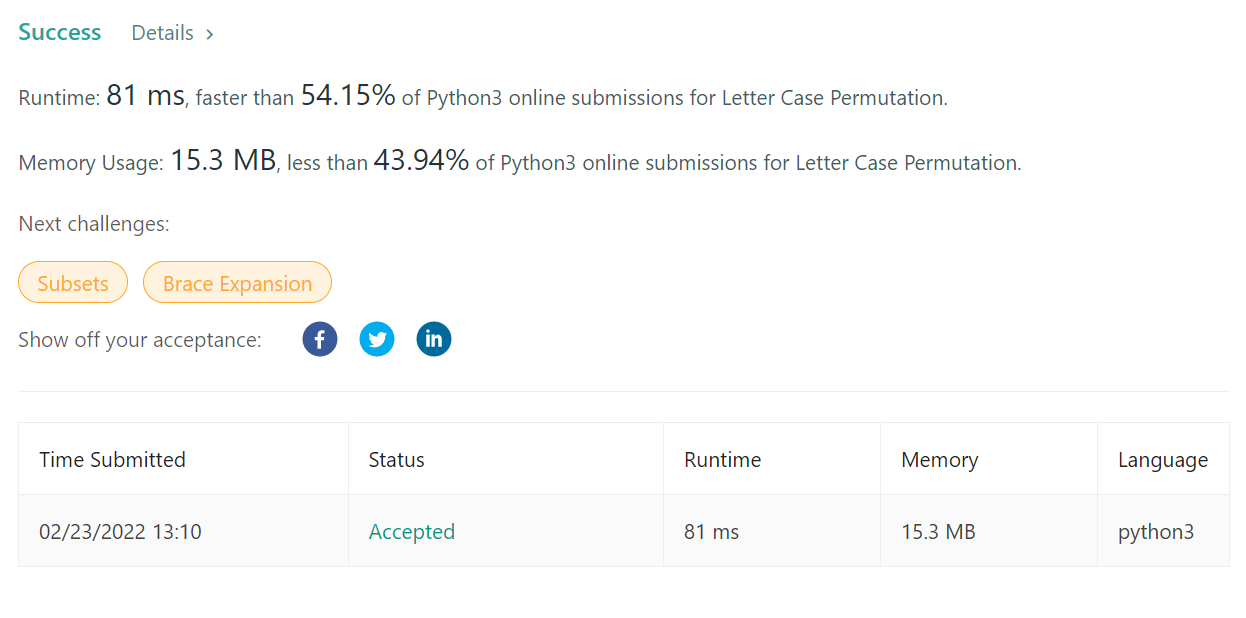 Success Details >
Runtime: 81 ms, faster than 54.15% of Python3 online submissions for Letter Case Permutation.
Memory Usage: 15.3 MB, less than 43.94% of Python3 online submissions for Letter Case Permutation.
Next challenges:
Subsets Brace Expansion
Show off your acceptance: f in
Time Submitted Status Runtime Memory Language
02/23/2022 13:10 Accepted 81 ms 15.3 MB python3